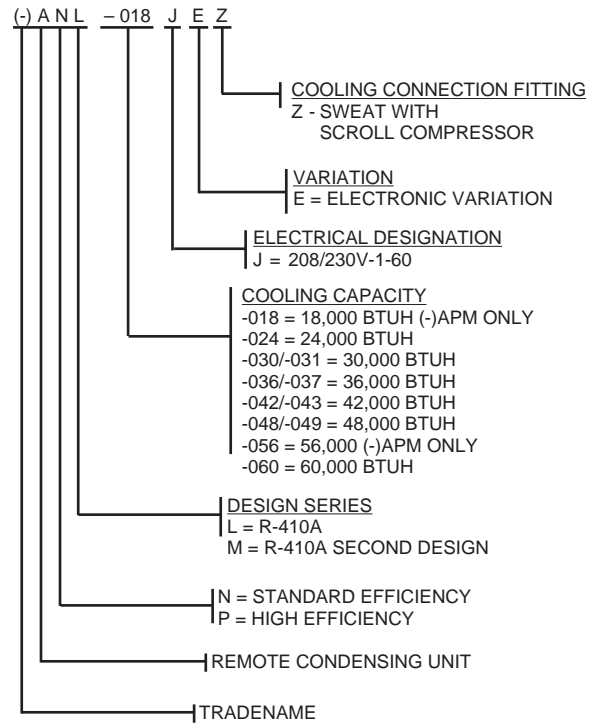 (-) A N L – 018 J E Z
COOLING CONNECTION FITTING
Z - SWEAT WITH
SCROLL COMPRESSOR
VARIATION
E = ELECTRONIC VARIATION
ELECTRICAL DESIGNATION
J = 208/230V-1-60
COOLING CAPACITY
-018 = 18,000 BTUH (-)APM ONLY
-024 = 24,000 BTUH
-030/-031 = 30,000 BTUH
-036/-037 = 36,000 BTUH
-042/-043 = 42,000 BTUH
-048/-049 = 48,000 BTUH
-056 = 56,000 (-)APM ONLY
-060 = 60,000 BTUH
DESIGN SERIES
L = R-410A
M = R-410A SECOND DESIGN
N = STANDARD EFFICIENCY
P = HIGH EFFICIENCY
REMOTE CONDENSING UNIT
TRADENAME